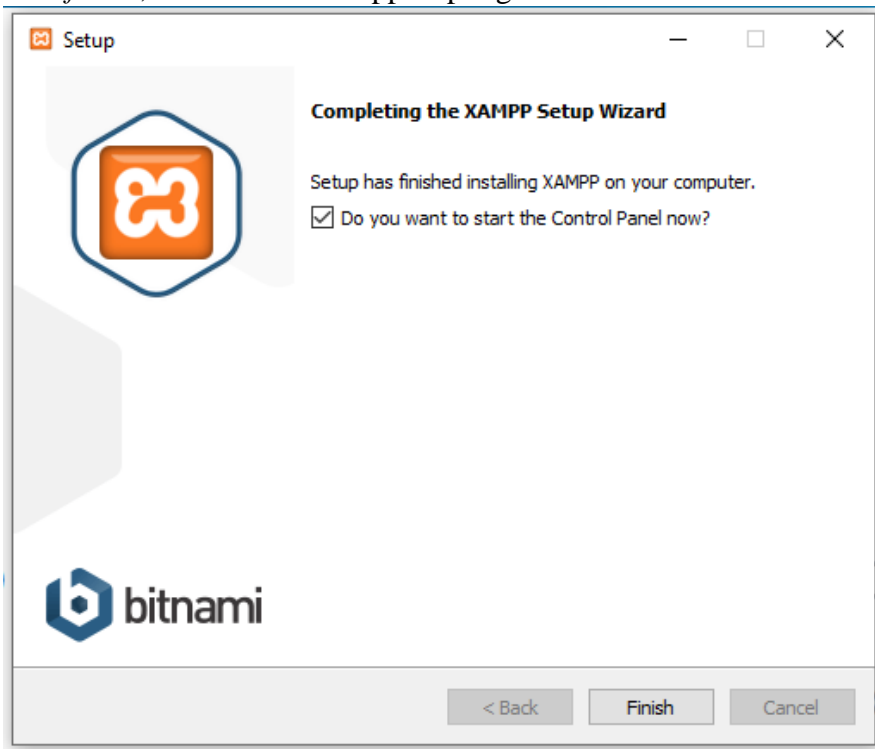 Setup
Completing the XAMPP Setup Wizard
Setup has finished installing XAMPP on your computer.
Do you want to start the Control Panel now?
bitnami
< Back
Finish
Cancel